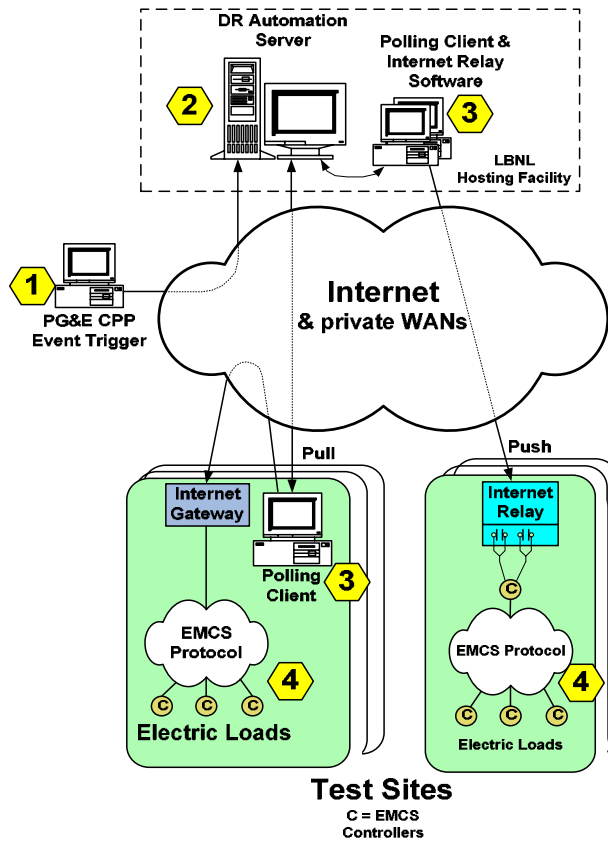 DR Automation
Server
Polling Client &
Internet Relay
Software
2
3
LBNL
Hosting Facility
1
PG&E CPP
Event Trigger
Internet
& private WANs
Pull
Internet
Gateway
Polling
Client
3
EMCS
Protocol
4
C C C
Electric Loads
Push
Internet
Relay
C
EMCS Protocol
4
C C C
Electric Loads
Test Sites
C = EMCS
Controllers